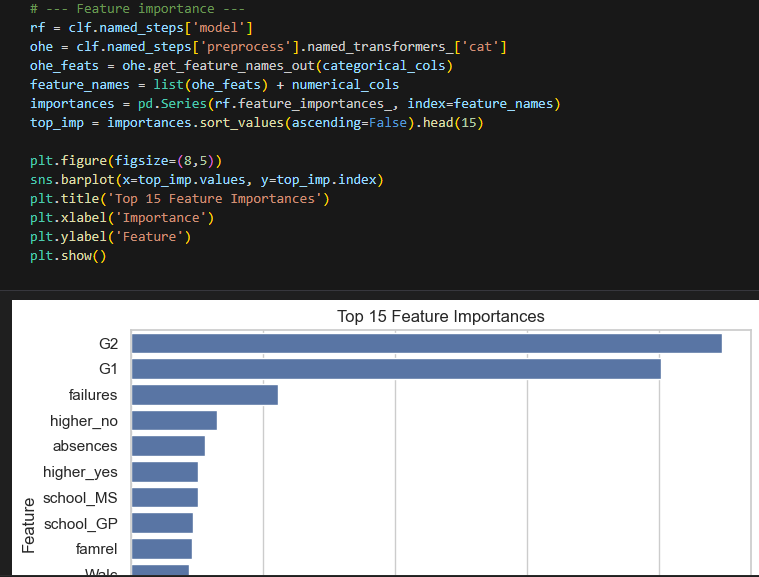 # --- Feature importance ---
rf = clf.named_steps['model']
ohe = clf.named_steps['preprocess'].named_transformers_['cat']
ohe_feats = ohe.get_feature_names_out(categorical_cols)
feature_names = list(ohe_feats) + numerical_cols
importances = pd.Series(rf.feature_importances_, index=feature_names)
top_imp = importances.sort_values(ascending=False).head(15)
plt.figure(figsize=(8,5))
sns.barplot(x=top_imp.values, y=top_imp.index)
plt.title('Top 15 Feature Importances')
plt.xlabel('Importance')
plt.ylabel('Feature')
plt.show()
Top 15 Feature Importances
G2
G1
failures
higher_no
absences
higher_yes
school_MS
school_GP
famrel
Feature